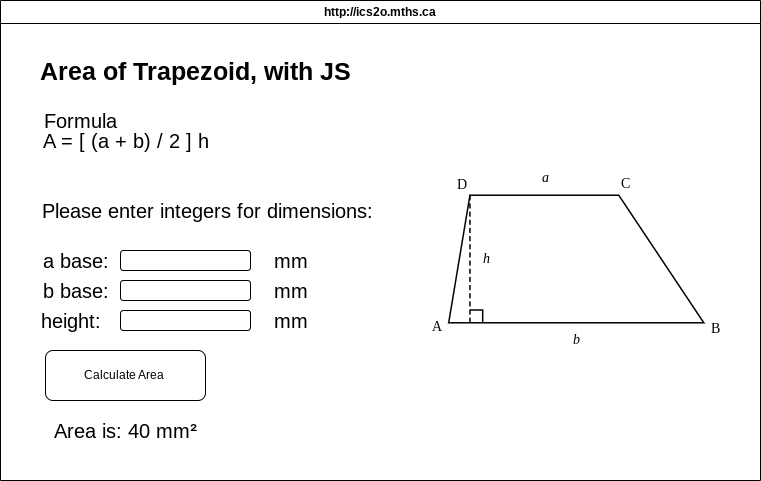 http://ics2o.mths.ca
Area of Trapezoid, with JS
Formula
A = [ (a + b) / 2 ] h
D
a
C
Please enter integers for dimensions:
h
a base: mm
b base: mm
height: mm
A
B
b
Calculate Area
Area is: 40 mm²